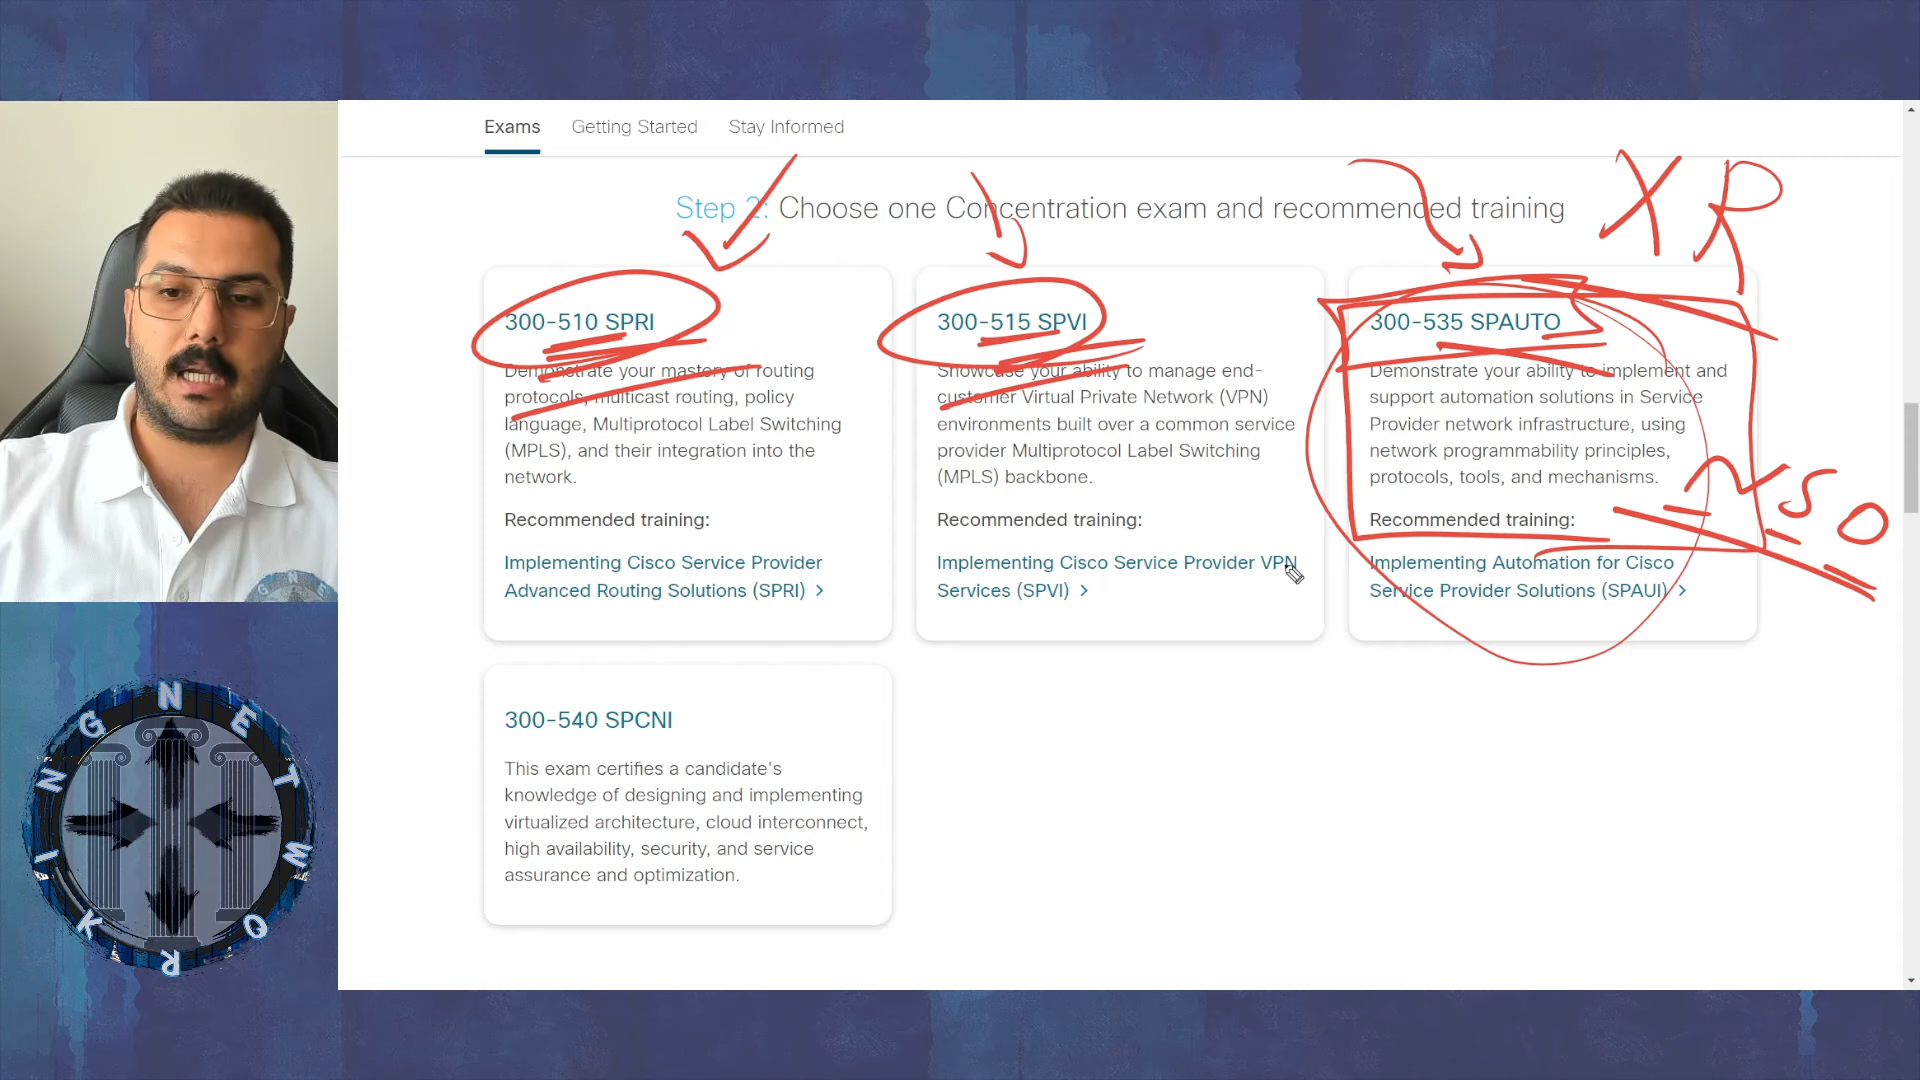 Exams Getting Started Stay Informed
Step 2: Choose one Concentration exam and recommended training
XR
300-510 SPRI
Demonstrate your mastery of routing
protocols, multicast routing, policy
language, Multiprotocol Label Switching
(MPLS), and their integration into the
network.
Recommended training:
Implementing Cisco Service Provider
Advanced Routing Solutions (SPRI) >
300-515 SPVI
Showcase your ability to manage end-
customer Virtual Private Network (VPN)
environments built over a common service
provider Multiprotocol Label Switching
(MPLS) backbone.
Recommended training:
Implementing Cisco Service Provider VPN
Services (SPVI) >
300-535 SPAUTO
Demonstrate your ability to implement and
support automation solutions in Service
Provider network infrastructure, using
network programmability principles,
protocols, tools, and mechanisms.
NSO
Recommended training:
Implementing Automation for Cisco
Service Provider Solutions (SPAUI) >
300-540 SPCNI
This exam certifies a candidate's
knowledge of designing and implementing
virtualized architecture, cloud interconnect,
high availability, security, and service
assurance and optimization.
NETWORKING